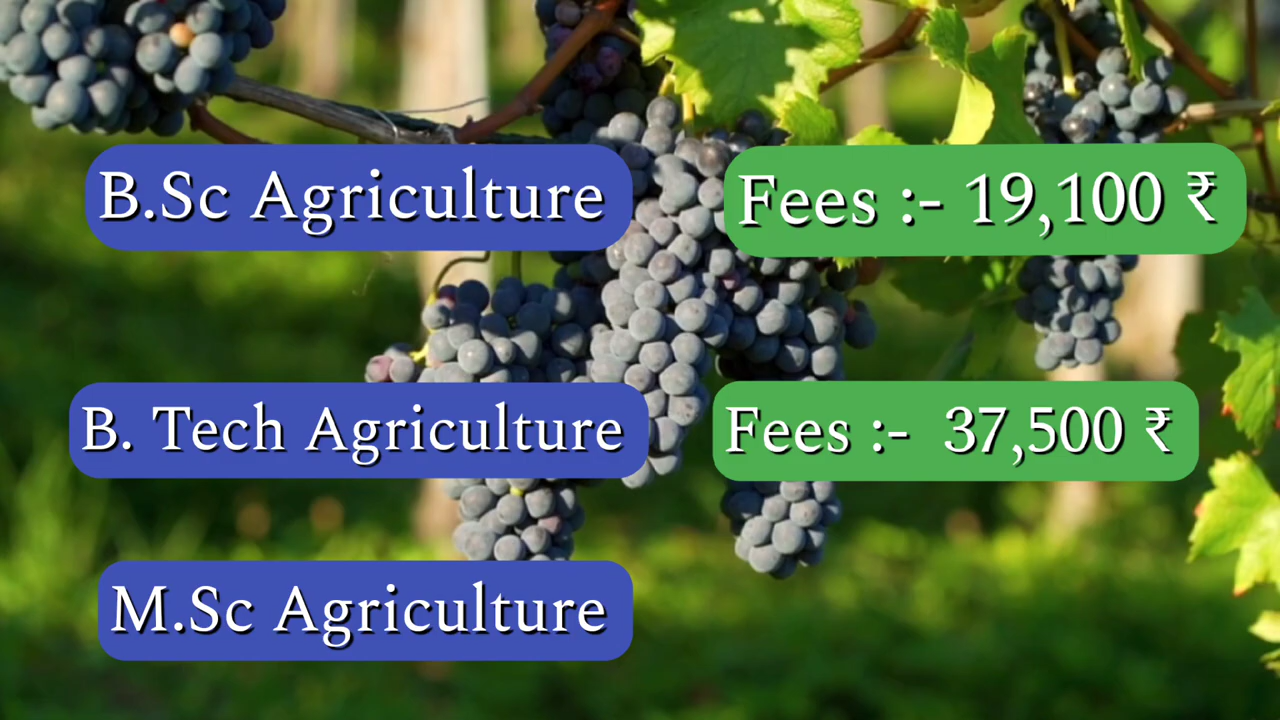 B.Sc Agriculture
Fees :- 19,100 ₹
B. Tech Agriculture
Fees :- 37,500 ₹
M.Sc Agriculture